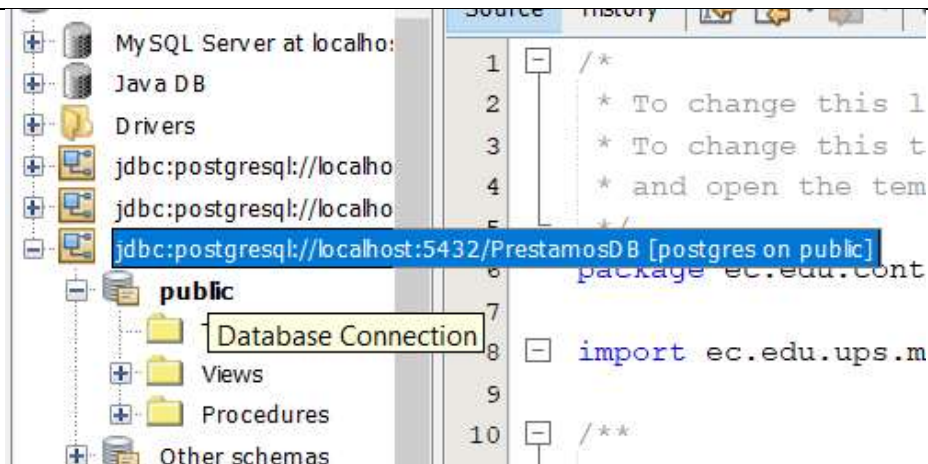 Source History
MySQL Server at localhos
Java DB
Drivers
jdbc:postgresql://localho
jdbc:postgresql://localho
jdbc:postgresql://localhost:5432/PrestamosDB [postgres on public]
public
Database Connection
Views
Procedures
Other schemas
1 /*
2 * To change this l
3 * To change this t
4 * and open the tem
5 */
6 package ec.edu.cont
7
8 import ec.edu.ups.m
9
10 /**